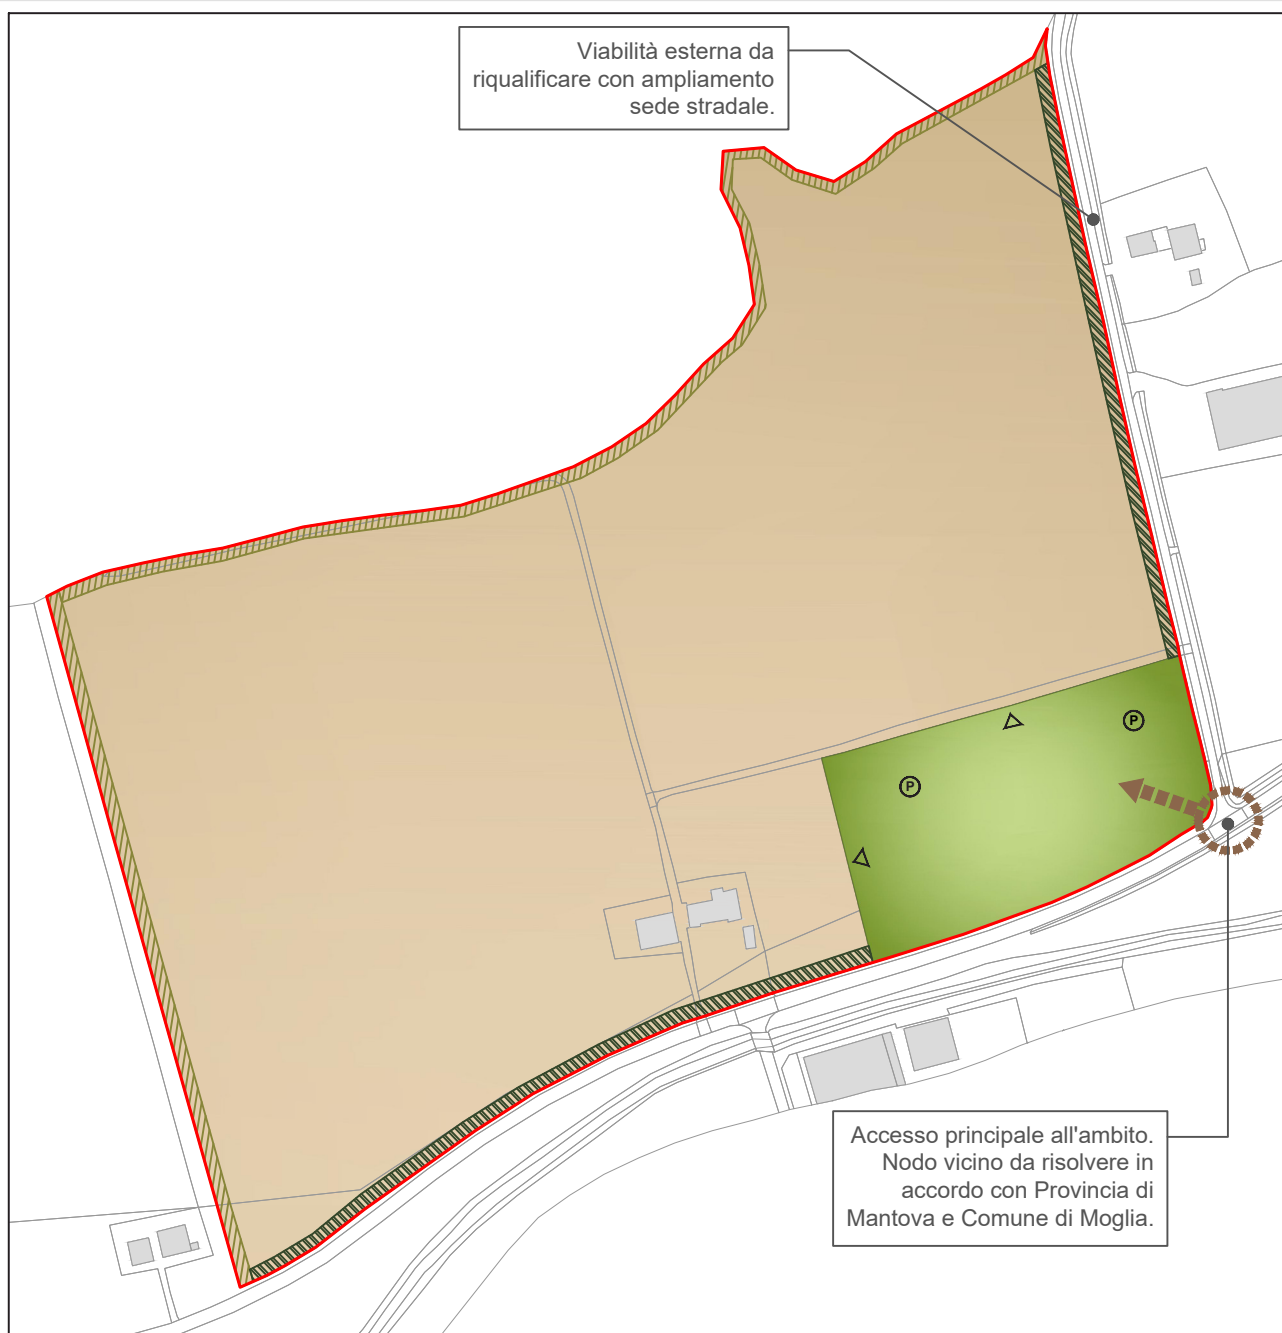 Viabilità esterna da
riqualificare con ampliamento
sede stradale.
P
P
Accesso principale all'ambito.
Nodo vicino da risolvere in
accordo con Provincia di
Mantova e Comune di Moglia.